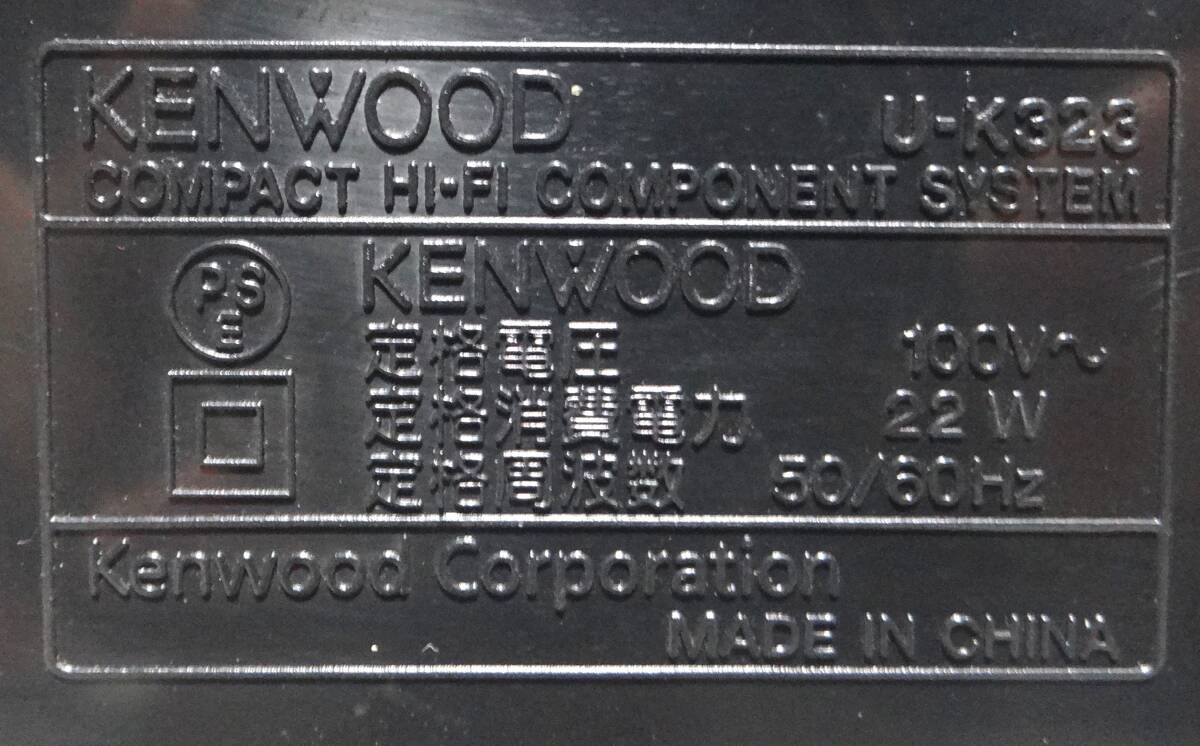 KENWOOD U-K323
COMPACT HI-FI COMPONENT SYSTEM
PS
E
KENWOOD
定格電圧 100V~
定格消費電力 22 W
定格周波数 50/60Hz
Kenwood Corporation
MADE IN CHINA